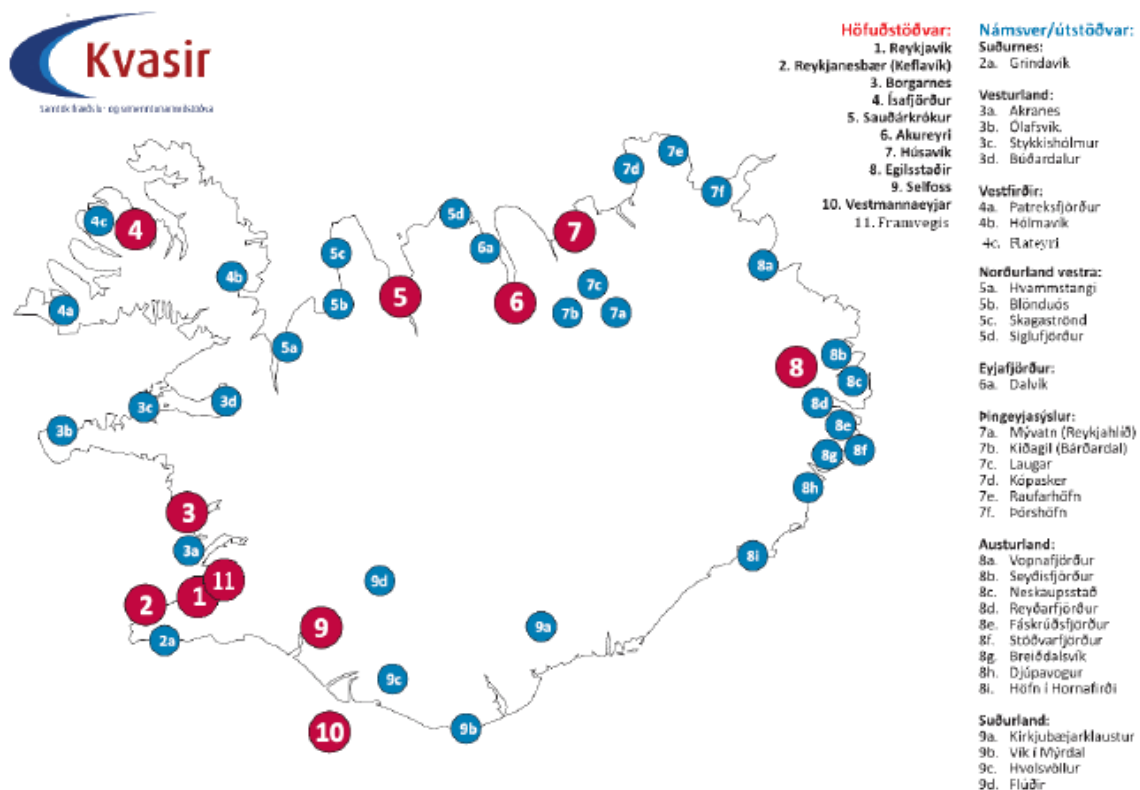 Kvasir
Höfuðstöðvar:
1. Reykjavík
2. Reykjanesbær (Keflavík)
3. Borgarnes
4. Ísafjörður
5. Sauðárkrókur
6. Akureyri
7. Húsavík
8. Egilsstaðir
9. Selfoss
10. Vestmannaeyjar
11. Framvegis
Námsver/útstöðvar:
Suðurnes:
2a. Grindavík
Vesturland:
3a. Akranes
3b. Ólafsvík.
3c. Stykkishólmur
3d. Búðardalur
Vestfirðir:
4a. Patreksfjörður
4b. Hólmavík
4c. Flateyri
Norðurland vestra:
5a. Hvammstangi
5b. Blönduós
5c. Skagaströnd
5d. Siglufjörður
Eyjafjörður:
6a. Dalvík
Þingeyjasýslur:
7a. Mývatn (Reykjahlíð)
7b. Kiðagil (Bárðardal)
7c. Laugar
7d. Kópasker
7e. Raufarhöfn
7f. Þórshöfn
Austurland:
8a. Vopnafjörður
8b. Seyðisfjörður
8c. Neskaupsstað
8d. Reyðarfjörður
8e. Fáskrúðsfjörður
8f. Stöðvarfjörður
8g. Breiðdalsvík
8h. Djúpavogur
8i. Höfn í Hornafirði
Suðurland:
9a. Kirkjubæjarklaustur
9b. Vík í Mýrdal
9c. Hvolsvöllur
9d. Flúðir
7e
7d
7f
4c
4
5d
7
6a
5c
8a
4b
7c
5
6
5b
7b
7a
4a
5a
8b
8
8c
3d
3c
8d
8e
3b
8f
8g
8h
3
3a
8i
11
9d
1
2
9
9a
2a
9c
9b
10